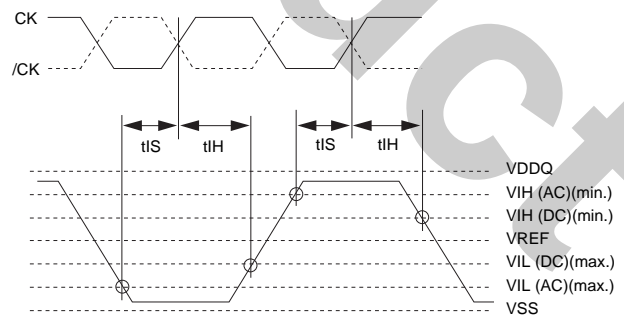 CK
/CK
tIS tIH tIS tIH
VDDQ
VIH (AC)(min.)
VIH (DC)(min.)
VREF
VIL (DC)(max.)
VIL (AC)(max.)
VSS